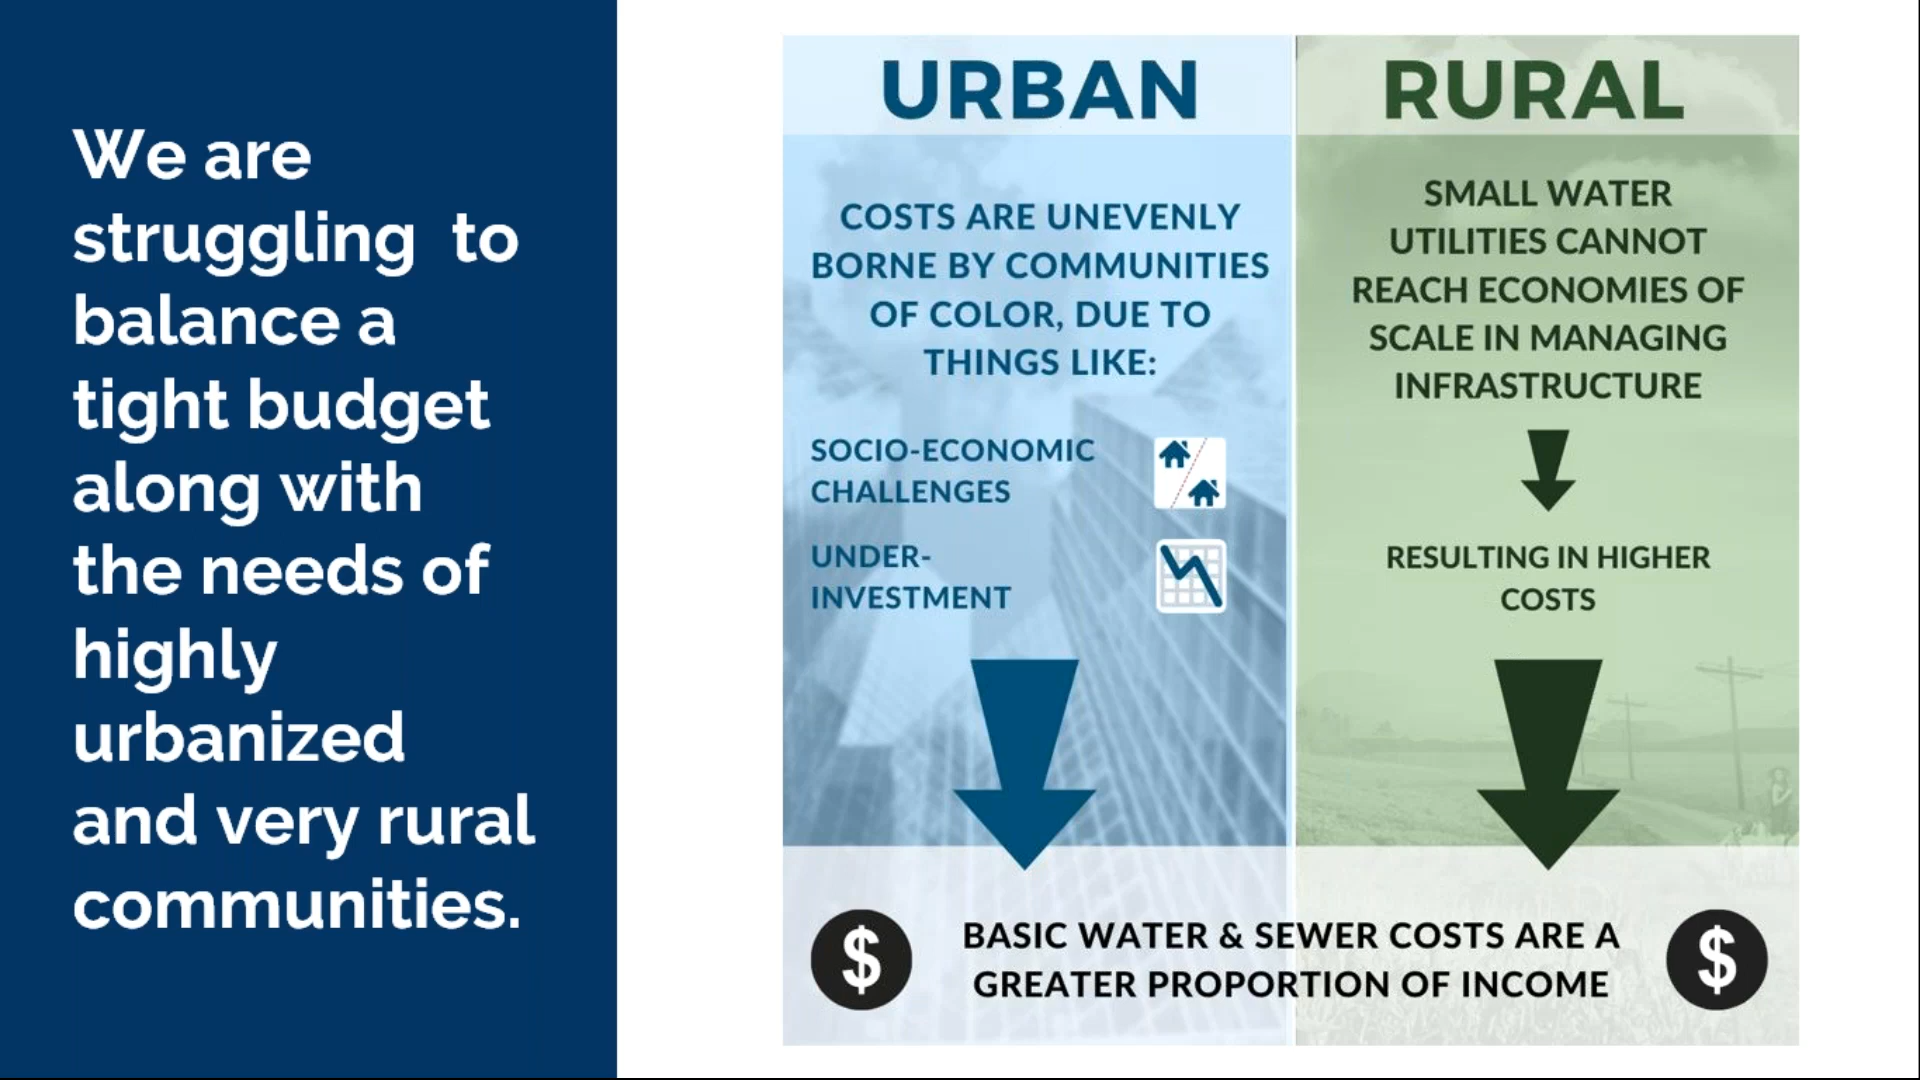 We are
struggling  to
balance a
tight budget
along with
the needs of
highly
urbanized
and very rural
communities.
URBAN
COSTS ARE UNEVENLY
BORNE BY COMMUNITIES
OF COLOR, DUE TO
THINGS LIKE:
SOCIO-ECONOMIC
CHALLENGES
UNDER-
INVESTMENT
RURAL
SMALL WATER
UTILITIES CANNOT
REACH ECONOMIES OF
SCALE IN MANAGING
INFRASTRUCTURE
RESULTING IN HIGHER
COSTS
$
BASIC WATER & SEWER COSTS ARE A
GREATER PROPORTION OF INCOME
$